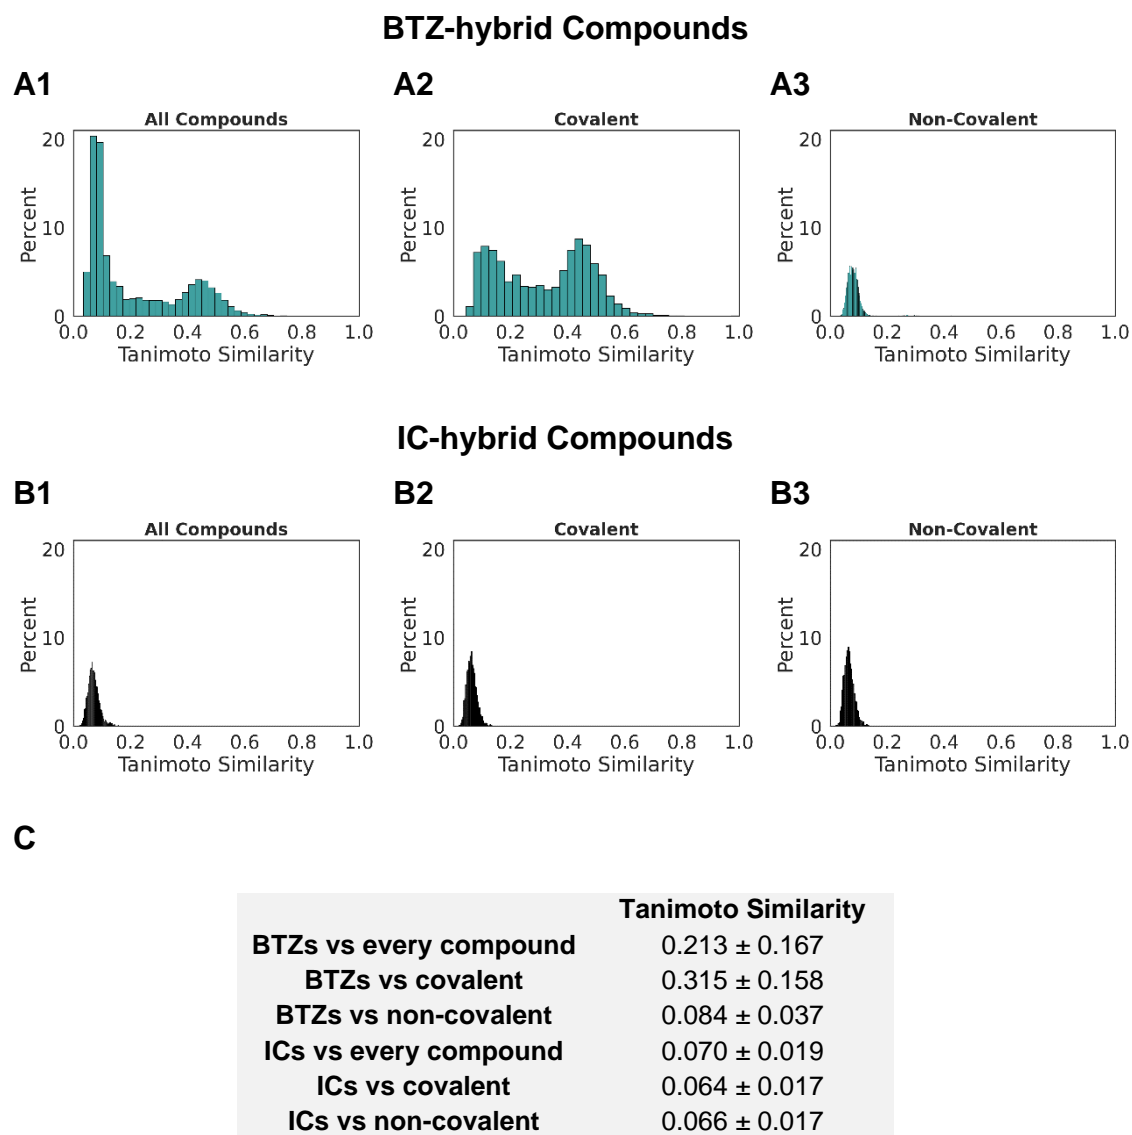 BTZ-hybrid Compounds
A1 A2 A3
All Compounds Covalent Non-Covalent
20 20 20
Percent Percent Percent
10 10 10
0 0 0
0.0 0.2 0.4 0.6 0.8 1.0 0.0 0.2 0.4 0.6 0.8 1.0 0.0 0.2 0.4 0.6 0.8 1.0
Tanimoto Similarity Tanimoto Similarity Tanimoto Similarity
IC-hybrid Compounds
B1 B2 B3
All Compounds Covalent Non-Covalent
20 20 20
Percent Percent Percent
10 10 10
0 0 0
0.0 0.2 0.4 0.6 0.8 1.0 0.0 0.2 0.4 0.6 0.8 1.0 0.0 0.2 0.4 0.6 0.8 1.0
Tanimoto Similarity Tanimoto Similarity Tanimoto Similarity
C
Tanimoto Similarity
BTZs vs every compound 0.213 ± 0.167
BTZs vs covalent 0.315 ± 0.158
BTZs vs non-covalent 0.084 ± 0.037
ICs vs every compound 0.070 ± 0.019
ICs vs covalent 0.064 ± 0.017
ICs vs non-covalent 0.066 ± 0.017